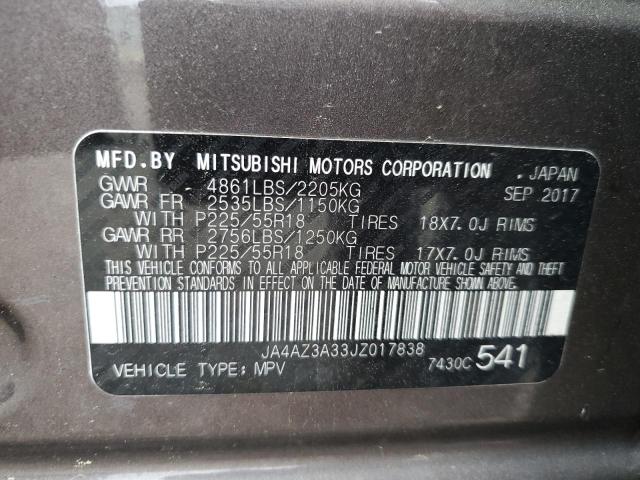 MFD.BY MITSUBISHI MOTORS CORPORATION. JAPAN
GVWR 4861LBS/2205KG SEP 2017
GAWR FR 2535LBS/1150KG
WITH P225/55R18 TIRES 18X7.0J RIMS
GAWR RR 2756LBS/1250KG
WITH P225/55R18 TIRES 17X7.0J RIMS
THIS VEHICLE CONFORMS TO ALL APPLICABLE FEDERAL MOTOR VEHICLE SAFETY AND THEFT
PREVENTION STANDARDS IN EFFECT ON THE DATE OF MANUFACTURE SHOWN ABOVE.
JA4AZ3A33JZ017838
VEHICLE TYPE: MPV 7430C 541